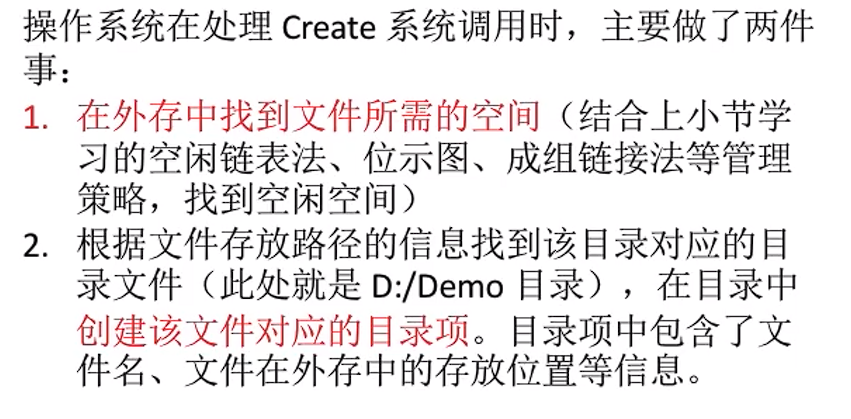 操作系统在处理 Create 系统调用时，主要做了两件
事：
1. 在外存中找到文件所需的空间（结合上小节学
习的空闲链表法、位示图、成组链接法等管理
策略，找到空闲空间）
2. 根据文件存放路径的信息找到该目录对应的目
录文件（此处就是 D:/Demo 目录），在目录中
创建该文件对应的目录项。目录项中包含了文
件名、文件在外存中的存放位置等信息。